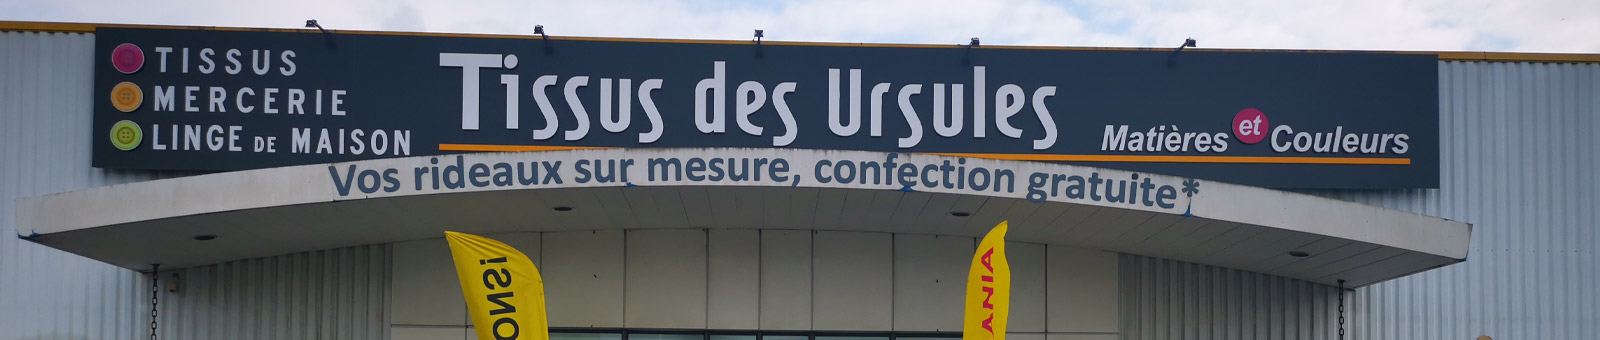 TISSUS
MERCERIE
LINGE DE MAISON
Tissus des Ursules
Matières et Couleurs
Vos rideaux sur mesure, confection gratuite*